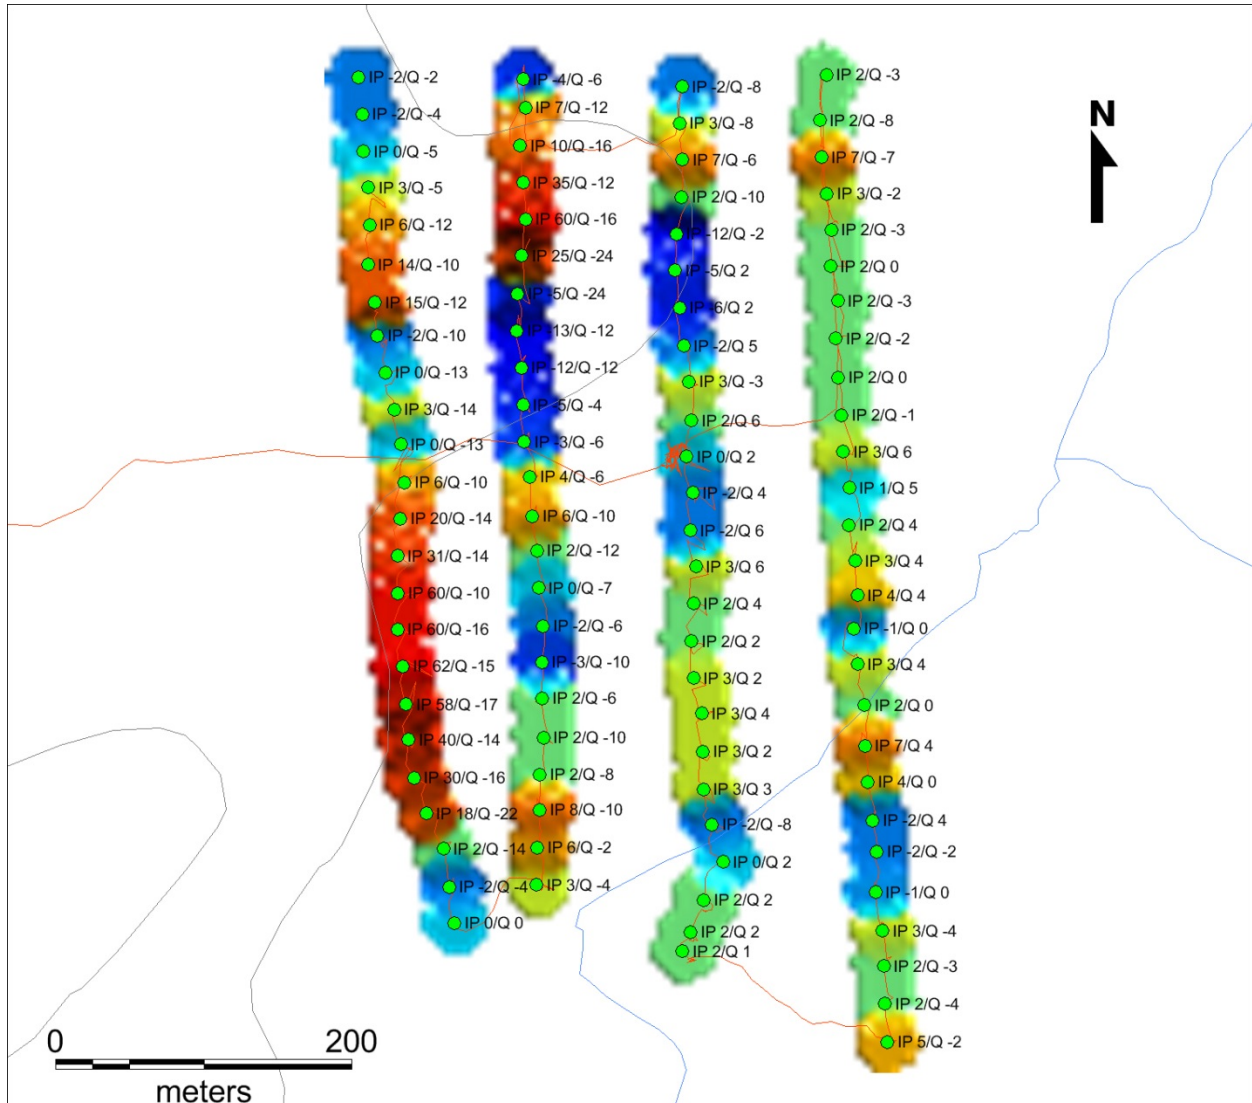 IP -2/Q -2
IP -2/Q -4
IP 0/Q -5
IP 3/Q -5
IP 6/Q -12
IP 14/Q -10
IP 15/Q -12
IP -2/Q -10
IP 0/Q -13
IP 3/Q -14
IP 0/Q -13
IP 6/Q -10
IP 20/Q -14
IP 31/Q -14
IP 60/Q -10
IP 60/Q -16
IP 62/Q -15
IP 58/Q -17
IP 40/Q -14
IP 30/Q -16
IP 18/Q -22
IP 2/Q -14
IP -2/Q -4
IP 0/Q 0
IP -4/Q -6
IP 7/Q -12
IP 10/Q -16
IP 35/Q -12
IP 60/Q -16
IP 25/Q -24
IP -5/Q -24
IP -13/Q -12
IP -12/Q -12
IP -5/Q -4
IP -3/Q -6
IP 4/Q -6
IP 6/Q -10
IP 2/Q -12
IP 0/Q -7
IP -2/Q -6
IP -3/Q -10
IP 2/Q -6
IP 2/Q -10
IP 2/Q -8
IP 8/Q -10
IP 6/Q -2
IP 3/Q -4
IP -2/Q -8
IP 3/Q -8
IP 7/Q -6
IP 2/Q -10
IP -12/Q -2
IP -5/Q 2
IP -6/Q 2
IP -2/Q 5
IP 3/Q -3
IP 2/Q 6
IP 0/Q 2
IP -2/Q 4
IP -2/Q 6
IP 3/Q 6
IP 2/Q 4
IP 2/Q 2
IP 3/Q 2
IP 3/Q 4
IP 3/Q 2
IP 3/Q 3
IP -2/Q -8
IP 0/Q 2
IP 2/Q 2
IP 2/Q 2
IP 2/Q 1
IP 2/Q -3
IP 2/Q -8
IP 7/Q -7
IP 3/Q -2
IP 2/Q -3
IP 2/Q 0
IP 2/Q -3
IP 2/Q -2
IP 2/Q 0
IP 2/Q -1
IP 3/Q 6
IP 1/Q 5
IP 2/Q 4
IP 3/Q 4
IP 4/Q 4
IP -1/Q 0
IP 3/Q 4
IP 2/Q 0
IP 7/Q 4
IP 4/Q 0
IP -2/Q 4
IP -2/Q -2
IP -1/Q 0
IP 3/Q -4
IP 2/Q -3
IP 2/Q -4
IP 5/Q -2
N
0 200
meters